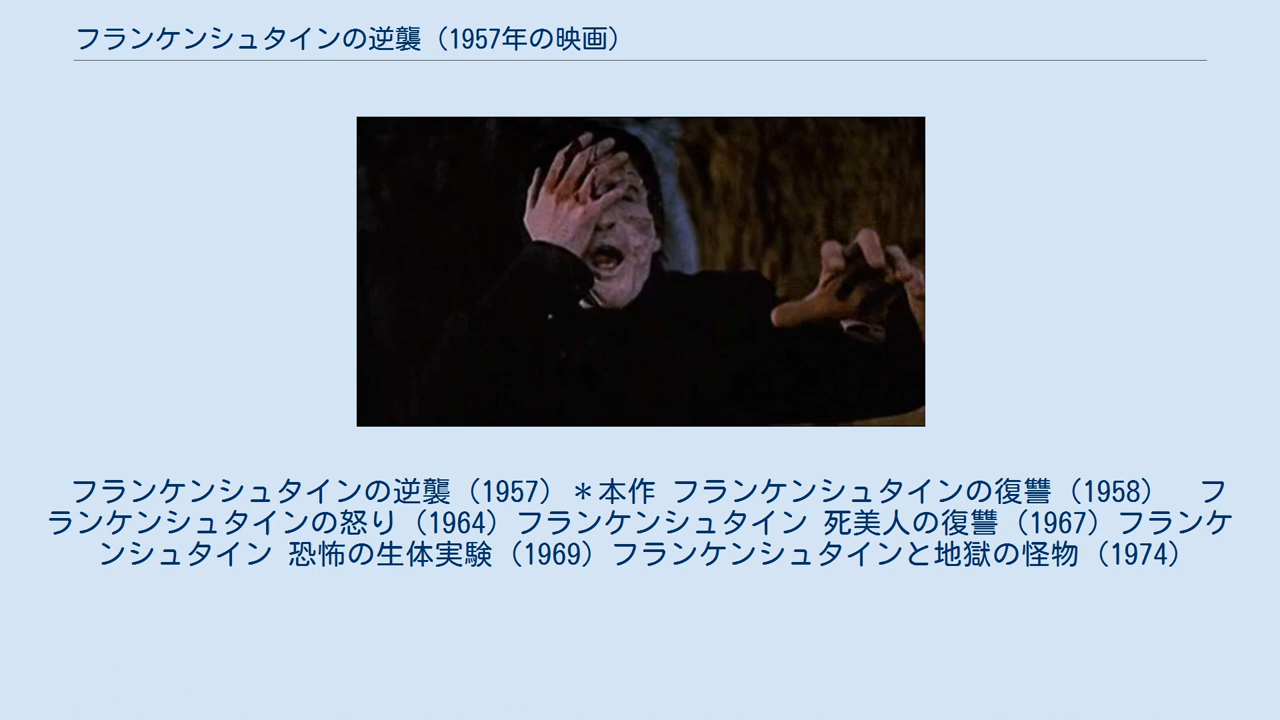 フランケンシュタインの逆襲（1957年の映画）
フランケンシュタインの逆襲（1957）＊本作 フランケンシュタインの復讐（1958）　フ
ランケンシュタインの怒り（1964）フランケンシュタイン 死美人の復讐（1967）フランケ
ンシュタイン 恐怖の生体実験（1969）フランケンシュタインと地獄の怪物（1974）